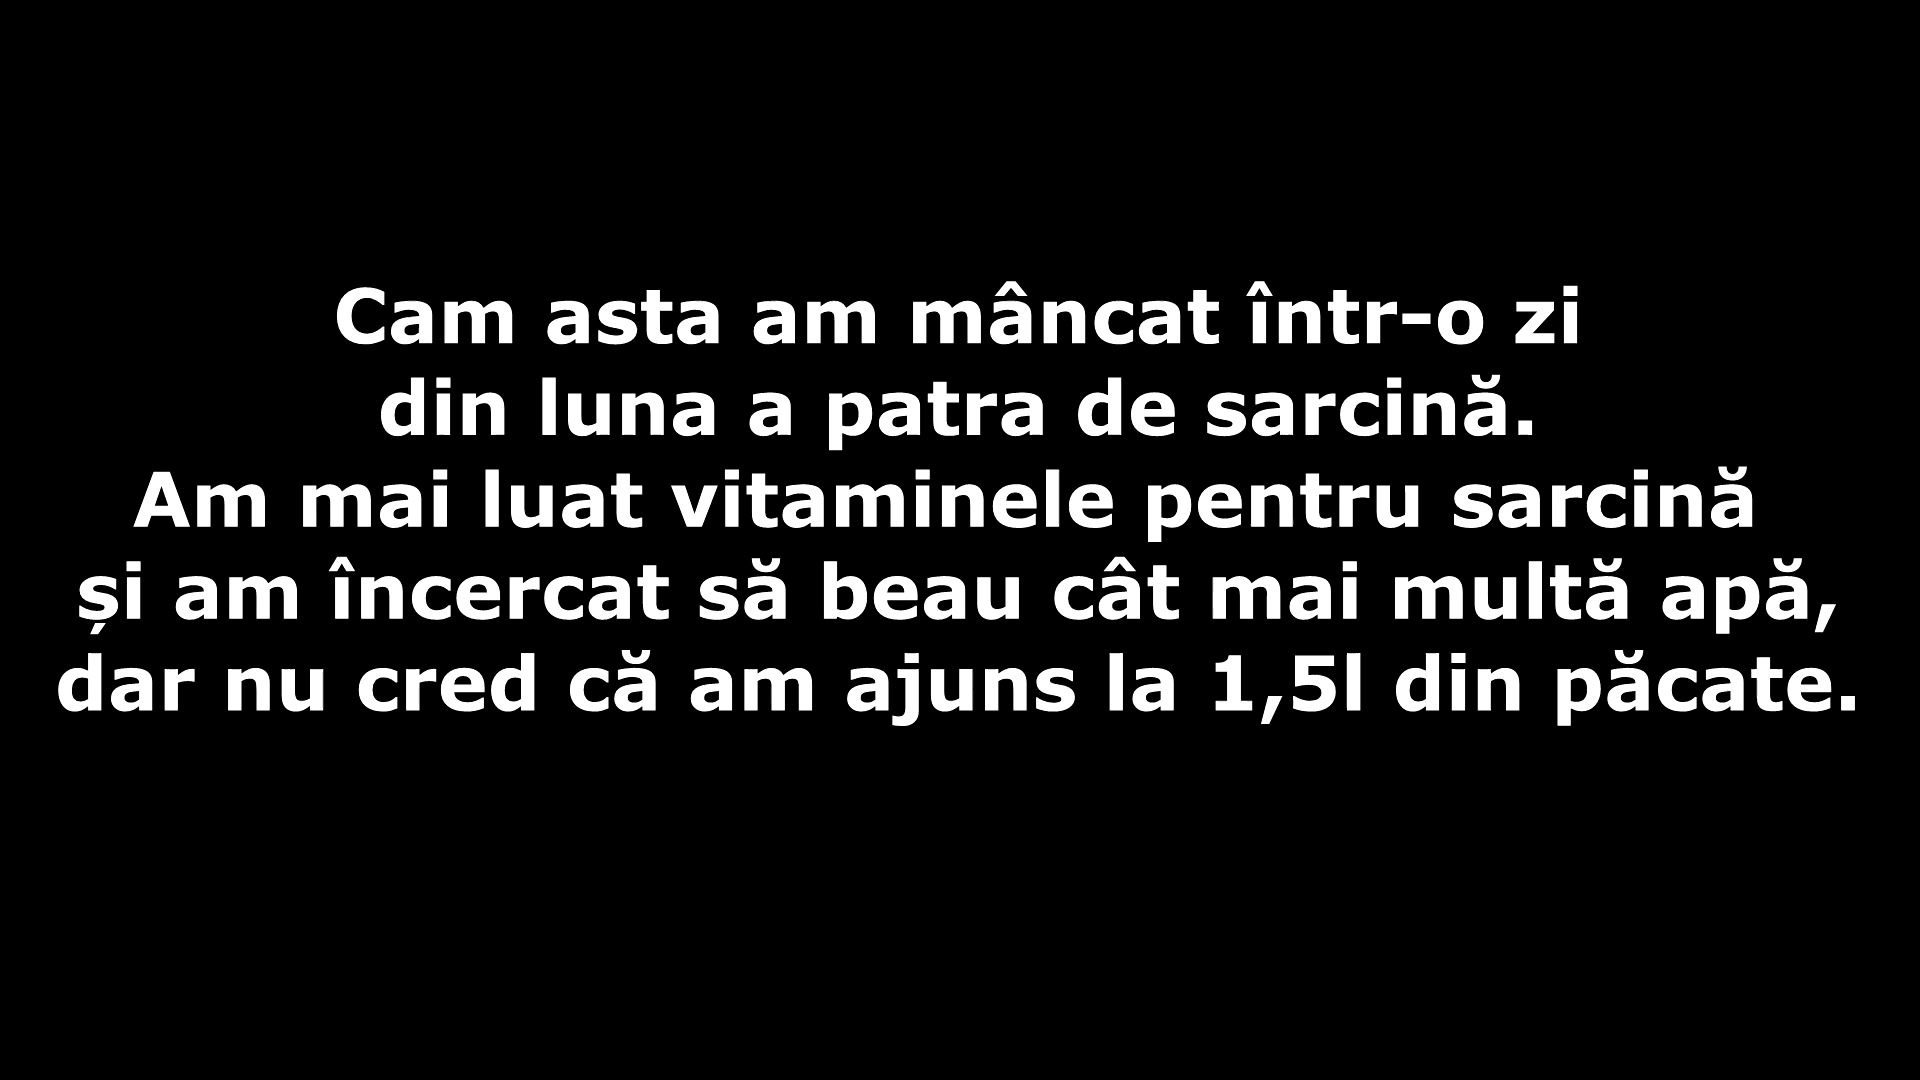 Cam asta am mâncat într-o zi
din luna a patra de sarcină.
Am mai luat vitaminele pentru sarcină
și am încercat să beau cât mai multă apă,
dar nu cred că am ajuns la 1,5l din păcate.